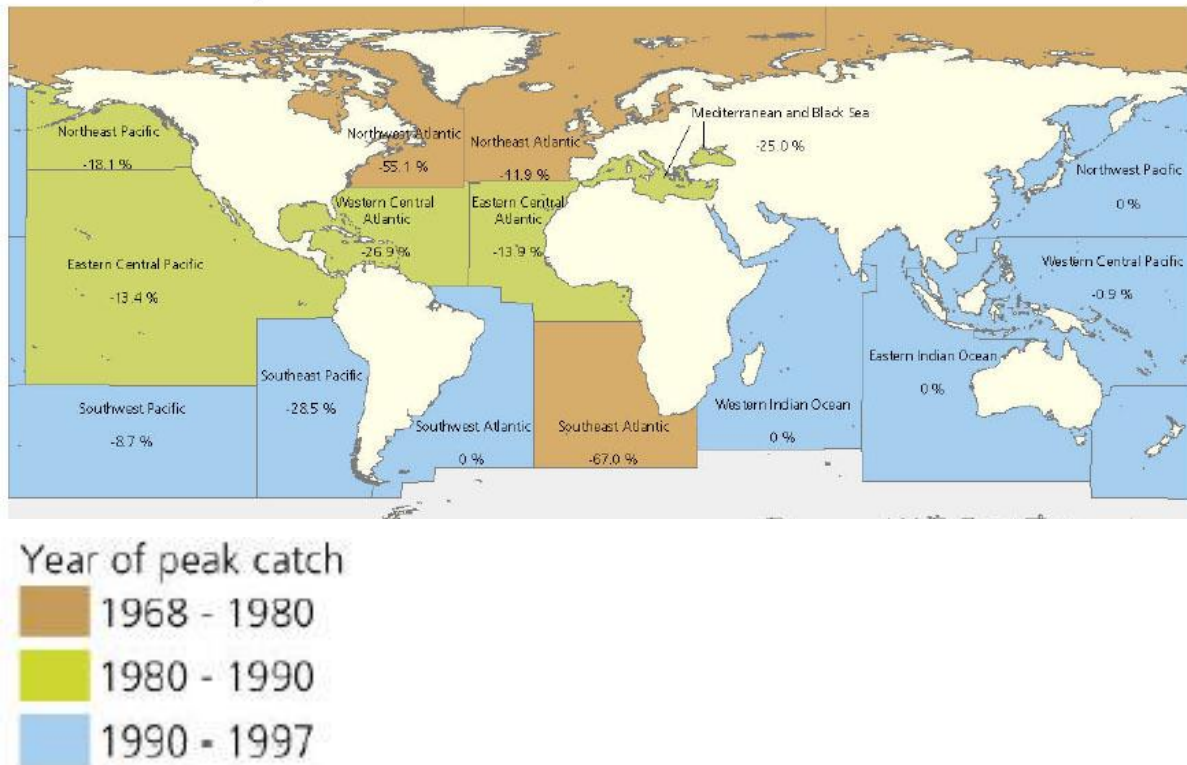 Northeast Pacific
-18.1 %
Northwest Atlantic
-55.1 %
Northeast Atlantic
-41.9 %
Mediterranean and Black Sea
-25.0 %
Northwest Pacific
0 %
Western Central
Atlantic
-26.9 %
Eastern Central
Atlantic
-13.9 %
Eastern Central Pacific
-13.4 %
Western Central Pacific
-0.9 %
Eastern Indian Ocean
0 %
Southwest Pacific
-8.7 %
Southeast Pacific
-28.5 %
Southwest Atlantic
0 %
Southeast Atlantic
-67.0 %
Western Indian Ocean
0 %
Year of peak catch
1968 - 1980
1980 - 1990
1990 - 1997